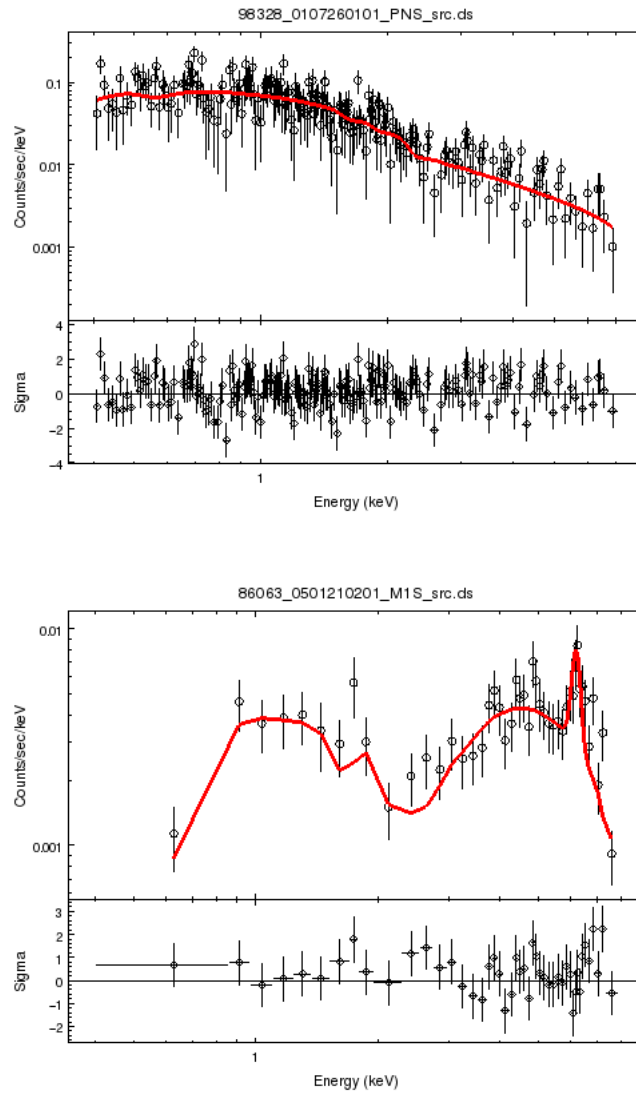 98328_0107260101_PNS_src.ds
Counts/sec/keV
0.1
0.01
0.001
Sigma
4
2
0
−2
−4
1
Energy (keV)
86063_0501210201_M1S_src.ds
Counts/sec/keV
0.01
0.001
Sigma
3
2
1
0
−1
−2
1
Energy (keV)